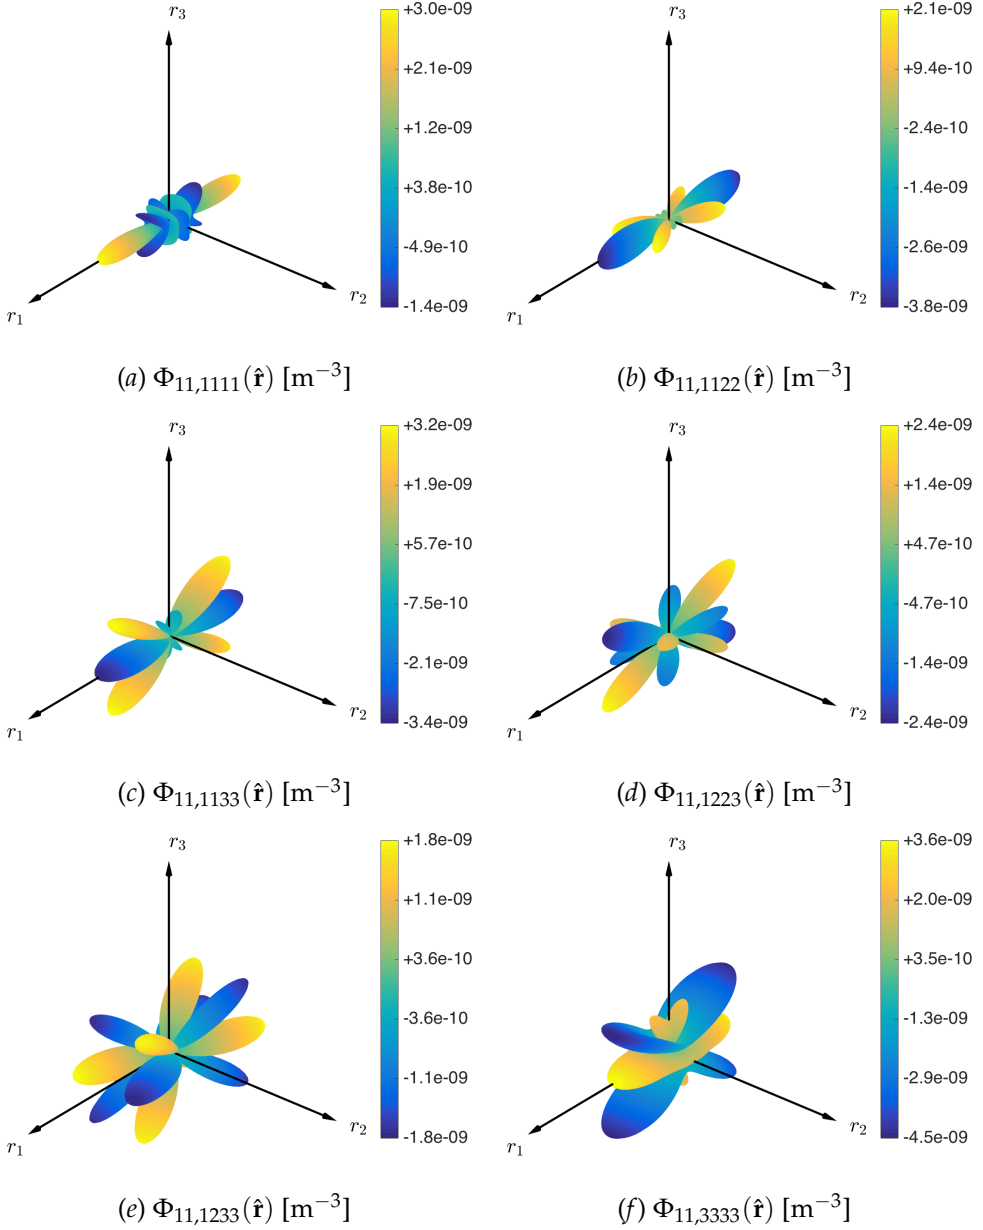 r3
+3.0e-09
+2.1e-09
+1.2e-09
+3.8e-10
-4.9e-10
-1.4e-09
r1
r2
(a) Φ11,1111(r̂) [m−3]
r3
+2.1e-09
+9.4e-10
-2.4e-10
-1.4e-09
-2.6e-09
-3.8e-09
r1
r2
(b) Φ11,1122(r̂) [m−3]
r3
+3.2e-09
+1.9e-09
+5.7e-10
-7.5e-10
-2.1e-09
-3.4e-09
r1
r2
(c) Φ11,1133(r̂) [m−3]
r3
+2.4e-09
+1.4e-09
+4.7e-10
-4.7e-10
-1.4e-09
-2.4e-09
r1
r2
(d) Φ11,1223(r̂) [m−3]
r3
+1.8e-09
+1.1e-09
+3.6e-10
-3.6e-10
-1.1e-09
-1.8e-09
r1
r2
(e) Φ11,1233(r̂) [m−3]
r3
+3.6e-09
+2.0e-09
+3.5e-10
-1.3e-09
-2.9e-09
-4.5e-09
r1
r2
(f) Φ11,3333(r̂) [m−3]